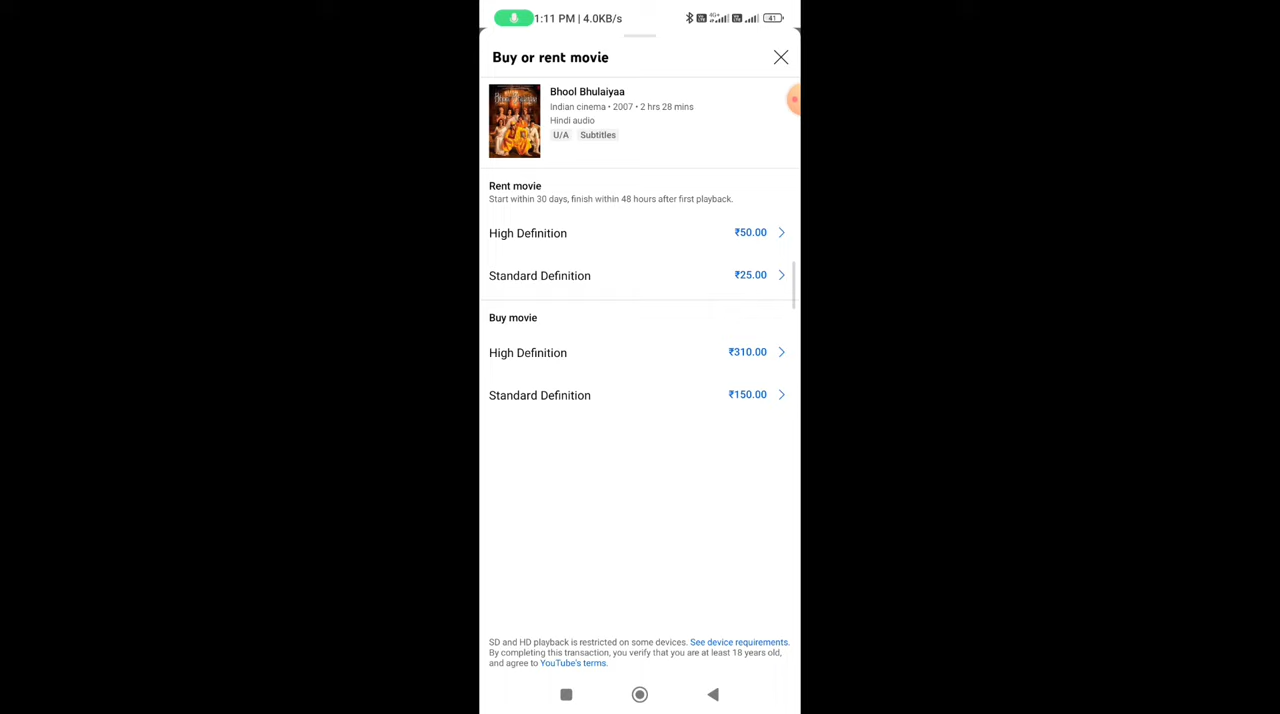 1:11 PM | 4.0KB/s
41
Buy or rent movie
Bhool Bhulaiyaa
Indian cinema • 2007 • 2 hrs 28 mins
Hindi audio
U/A Subtitles
Rent movie
Start within 30 days, finish within 48 hours after first playback.
High Definition ₹50.00
Standard Definition ₹25.00
Buy movie
High Definition ₹310.00
Standard Definition ₹150.00
SD and HD playback is restricted on some devices. See device requirements.
By completing this transaction, you verify that you are at least 18 years old,
and agree to YouTube's terms.